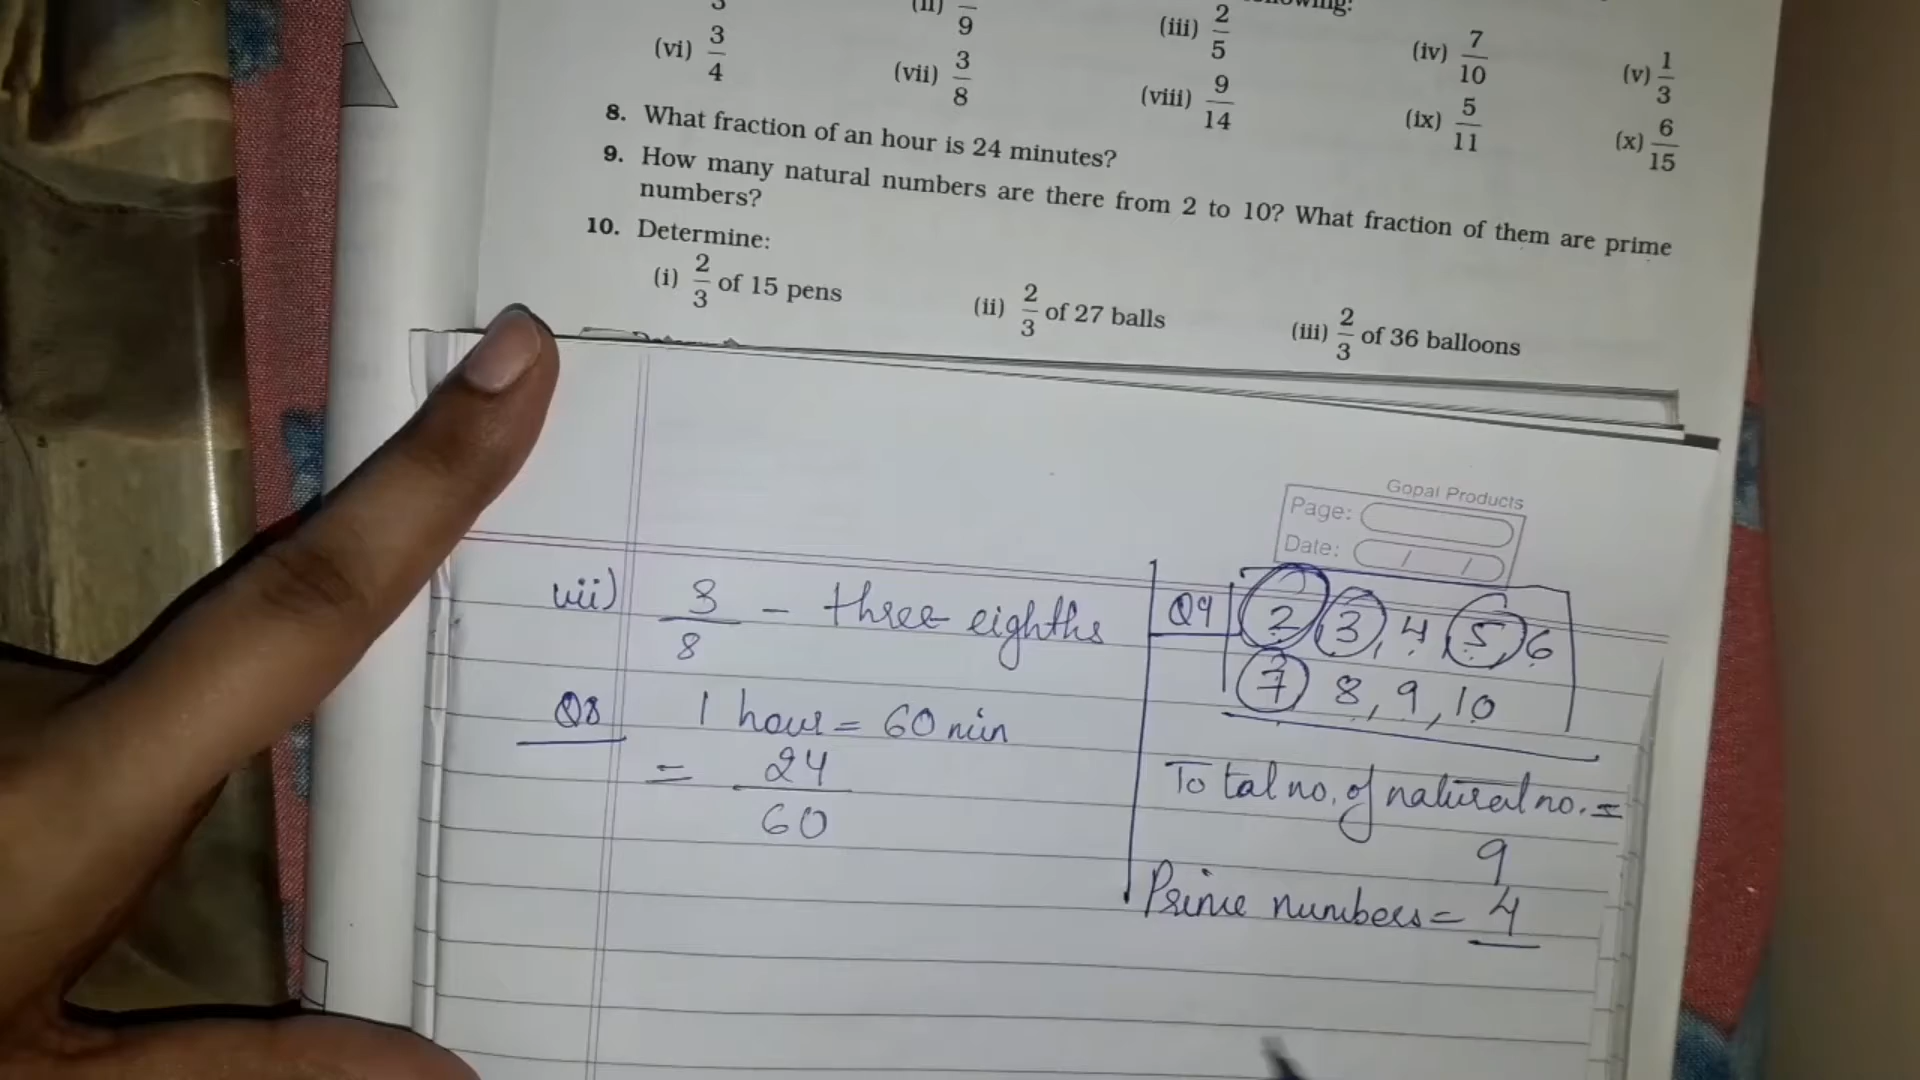 (ii) 9
(iii) 2/5
(iv) 7/10
(v) 1/3
(vi) 3/4
(vii) 3/8
(viii) 9/14
(ix) 5/11
(x) 6/15
8. What fraction of an hour is 24 minutes?
9. How many natural numbers are there from 2 to 10? What fraction of them are prime
numbers?
10. Determine:
(i) 2/3 of 15 pens (ii) 2/3 of 27 balls (iii) 2/3 of 36 balloons
Gopal Products
Page:
Date: / /
vii) 3/8 - three eighths
Q8 1 hour = 60 min
= 24/60
Q9 2 3, 4, 5, 6
7 8, 9, 10
Total no. of natural no. =
9
Prime numbers = 4